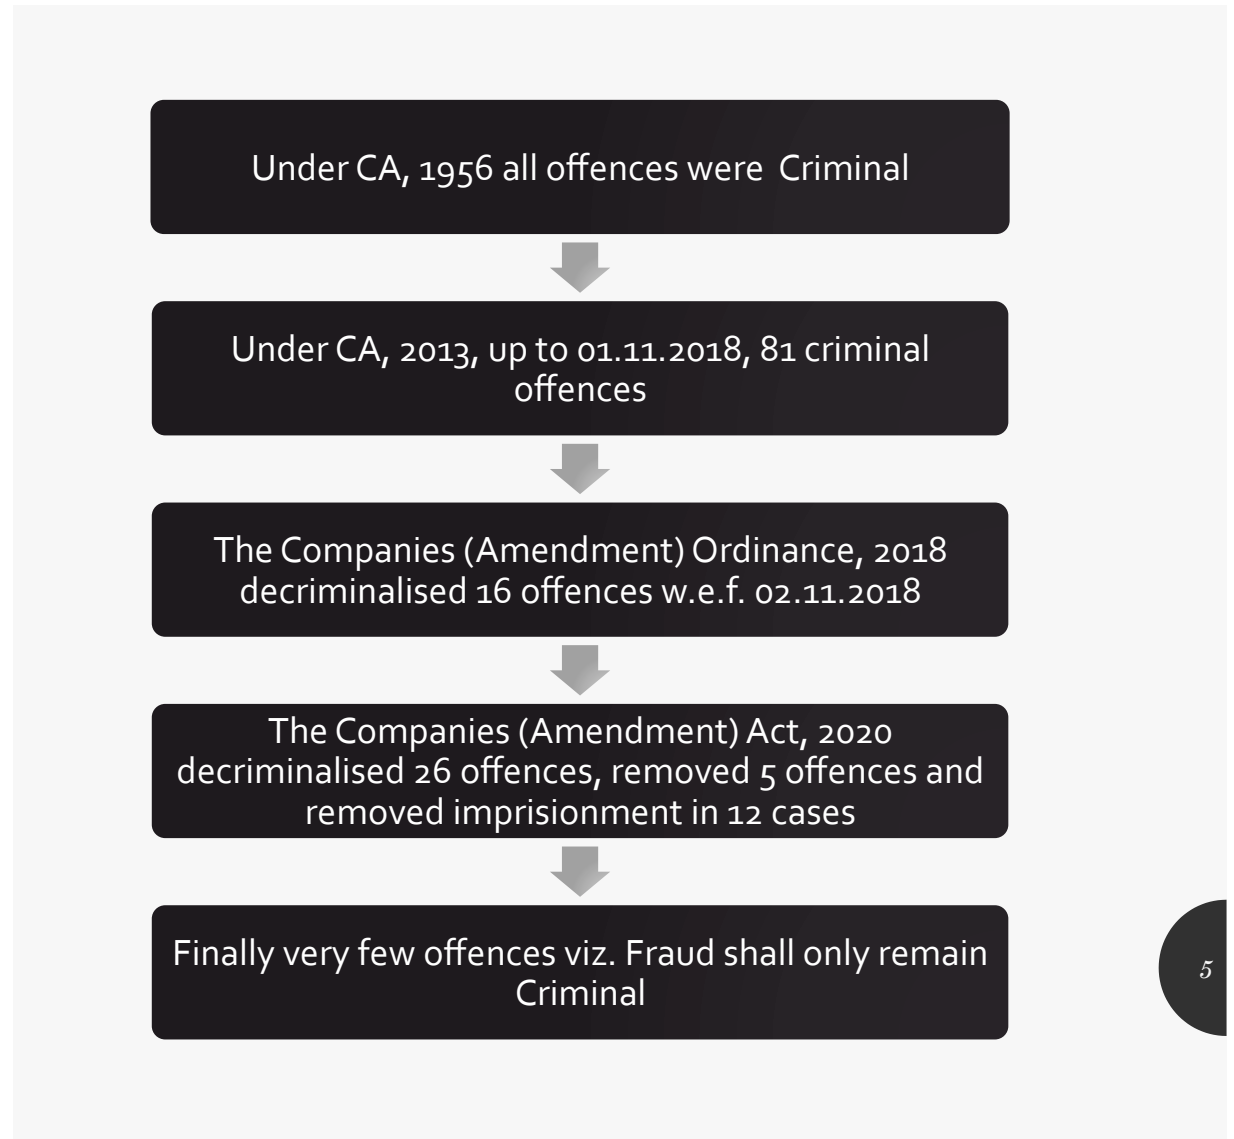 Under CA, 1956 all offences were  Criminal
Under CA, 2013, up to 01.11.2018, 81 criminal
offences
The Companies (Amendment) Ordinance, 2018
decriminalised 16 offences w.e.f. 02.11.2018
The Companies (Amendment) Act, 2020
decriminalised 26 offences, removed 5 offences and
removed imprisionment in 12 cases
Finally very few offences viz. Fraud shall only remain
Criminal
5